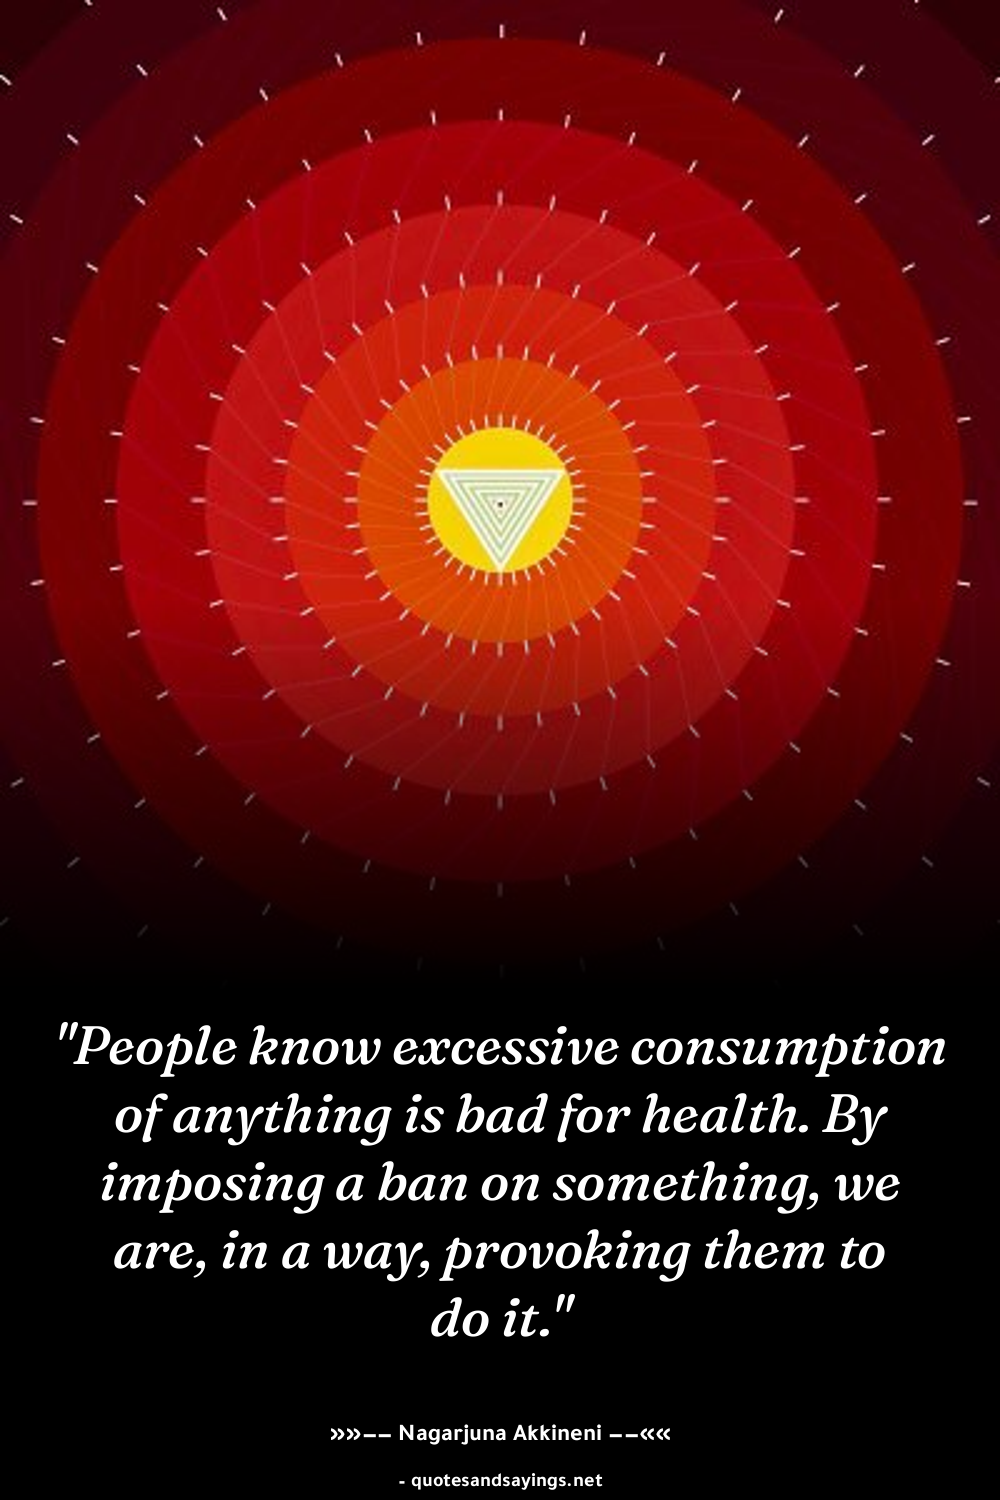 "People know excessive consumption
of anything is bad for health. By
imposing a ban on something, we
are, in a way, provoking them to
do it."
»»−− Nagarjuna Akkineni −−««
- quotesandsayings.net